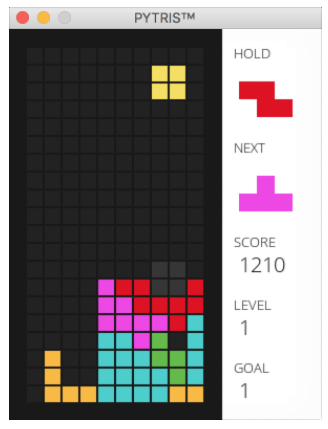 PYTRIS™
HOLD
NEXT
SCORE
1210
LEVEL
1
GOAL
1